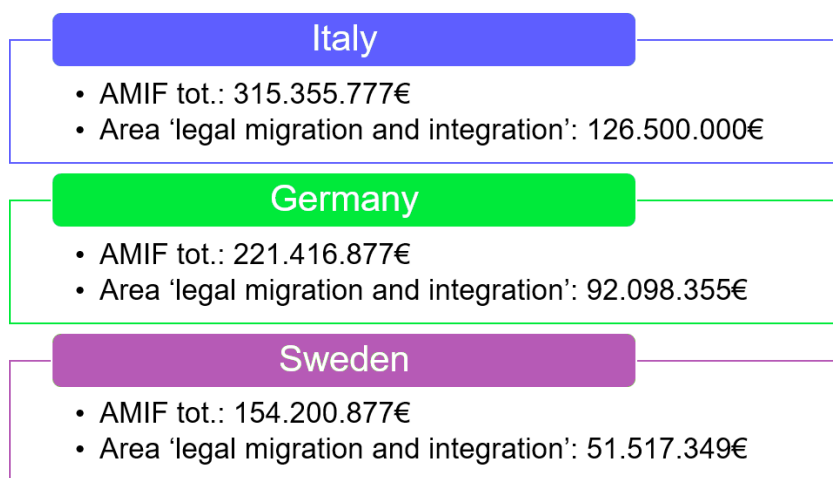 Italy
• AMIF tot.: 315.355.777€
• Area ‘legal migration and integration’: 126.500.000€
Germany
• AMIF tot.: 221.416.877€
• Area ‘legal migration and integration’: 92.098.355€
Sweden
• AMIF tot.: 154.200.877€
• Area ‘legal migration and integration’: 51.517.349€